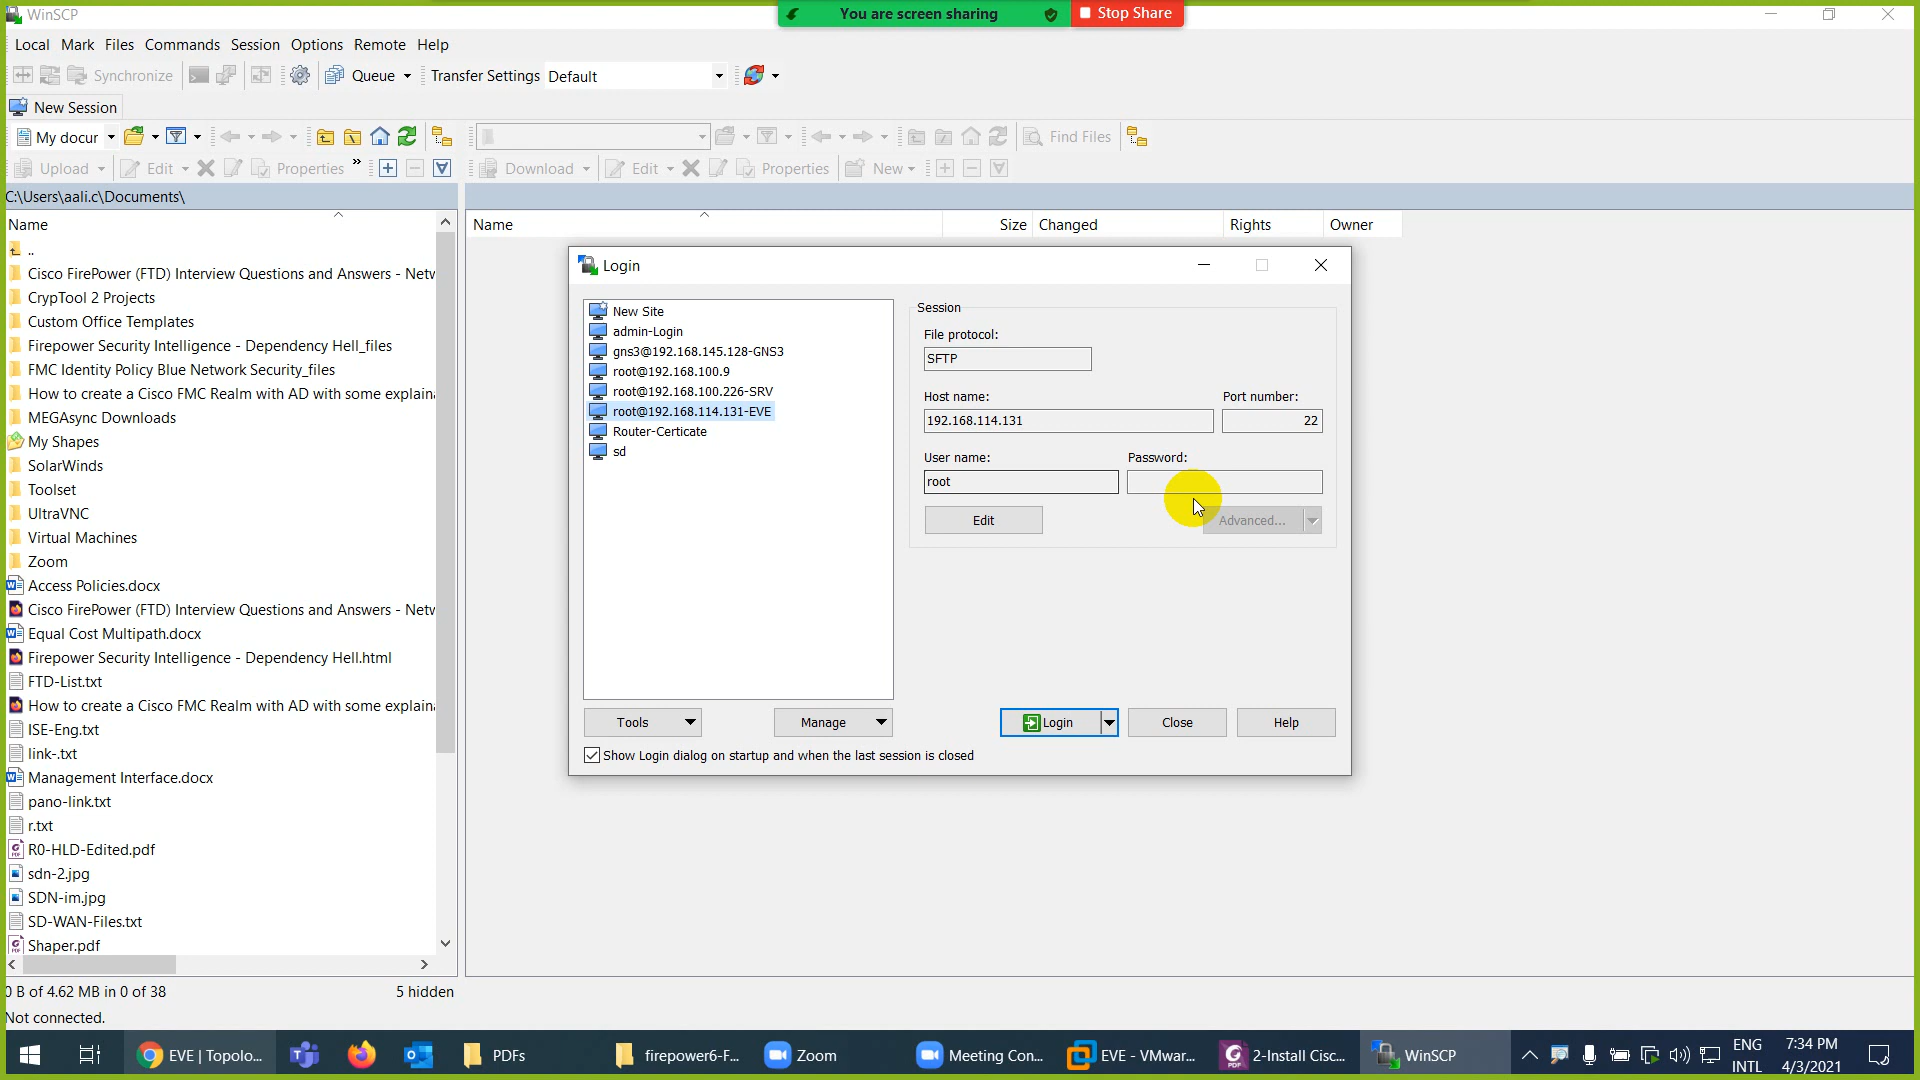 WinSCP
You are screen sharing
Stop Share
Local Mark Files Commands Session Options Remote Help
Synchronize
Queue
Transfer Settings Default
New Session
My docur
Find Files
Upload Edit Properties »
Download Edit Properties New
C:\Users\aali.c\Documents\
Name
..
Cisco FirePower (FTD) Interview Questions and Answers - Netw
CrypTool 2 Projects
Custom Office Templates
Firepower Security Intelligence - Dependency Hell_files
FMC Identity Policy Blue Network Security_files
How to create a Cisco FMC Realm with AD with some explain
MEGAsync Downloads
My Shapes
SolarWinds
Toolset
UltraVNC
Virtual Machines
Zoom
Access Policies.docx
Cisco FirePower (FTD) Interview Questions and Answers - Netw
Equal Cost Multipath.docx
Firepower Security Intelligence - Dependency Hell.html
FTD-List.txt
How to create a Cisco FMC Realm with AD with some explain
ISE-Eng.txt
link-.txt
Management Interface.docx
pano-link.txt
r.txt
R0-HLD-Edited.pdf
sdn-2.jpg
SDN-im.jpg
SD-WAN-Files.txt
Shaper.pdf
Name Size Changed Rights Owner
Login
New Site
admin-Login
gns3@192.168.145.128-GNS3
root@192.168.100.9
root@192.168.100.226-SRV
root@192.168.114.131-EVE
Router-Certicate
sd
Session
File protocol:
SFTP
Host name: Port number:
192.168.114.131 22
User name: Password:
root
Edit Advanced...
Tools Manage Login Close Help
Show Login dialog on startup and when the last session is closed
0 B of 4.62 MB in 0 of 38 5 hidden
Not connected.
EVE | Topolo...
PDFs
firepower6-F...
Zoom
Meeting Con...
EVE - VMwar...
2-Install Cisc...
WinSCP
ENG
INTL
7:34 PM
4/3/2021